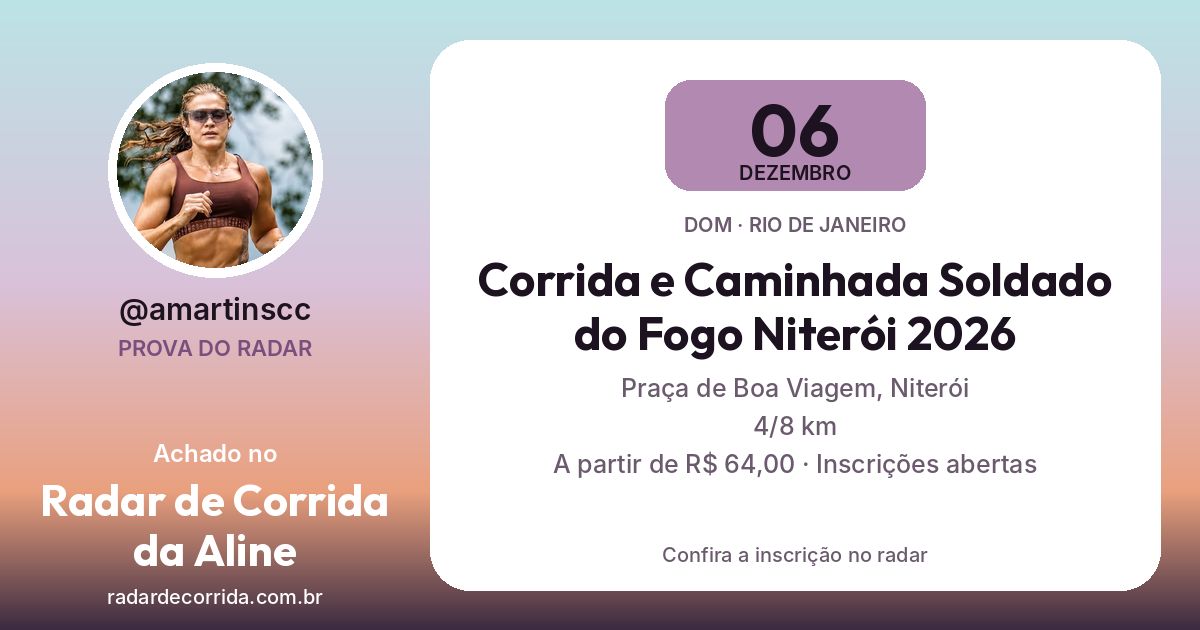 @amartinscc
PROVA DO RADAR
Achado no
Radar de Corrida
da Aline
radardecorrida.com.br
06
DEZEMBRO
DOM · RIO DE JANEIRO
Corrida e Caminhada Soldado
do Fogo Niterói 2026
Praça de Boa Viagem, Niterói
4/8 km
A partir de R$ 64,00 · Inscrições abertas
Confira a inscrição no radar